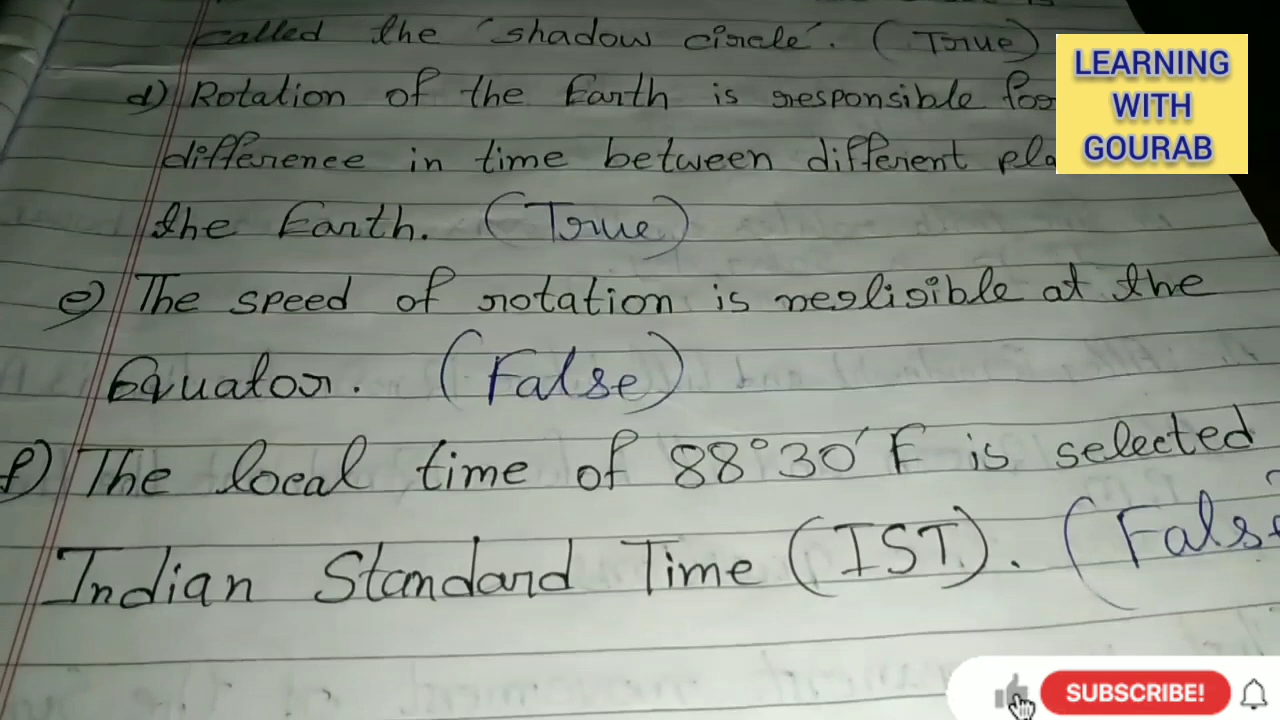 called the 'shadow circle'. (True)
d) Rotation of the Earth is responsible for
difference in time between different
the Earth. (True)
e) The speed of rotation is negligible at the
Equator. (False)
f) The local time of 88°30'E is selected
Indian Standard Time (IST). (False
LEARNING
WITH
GOURAB
SUBSCRIBE!